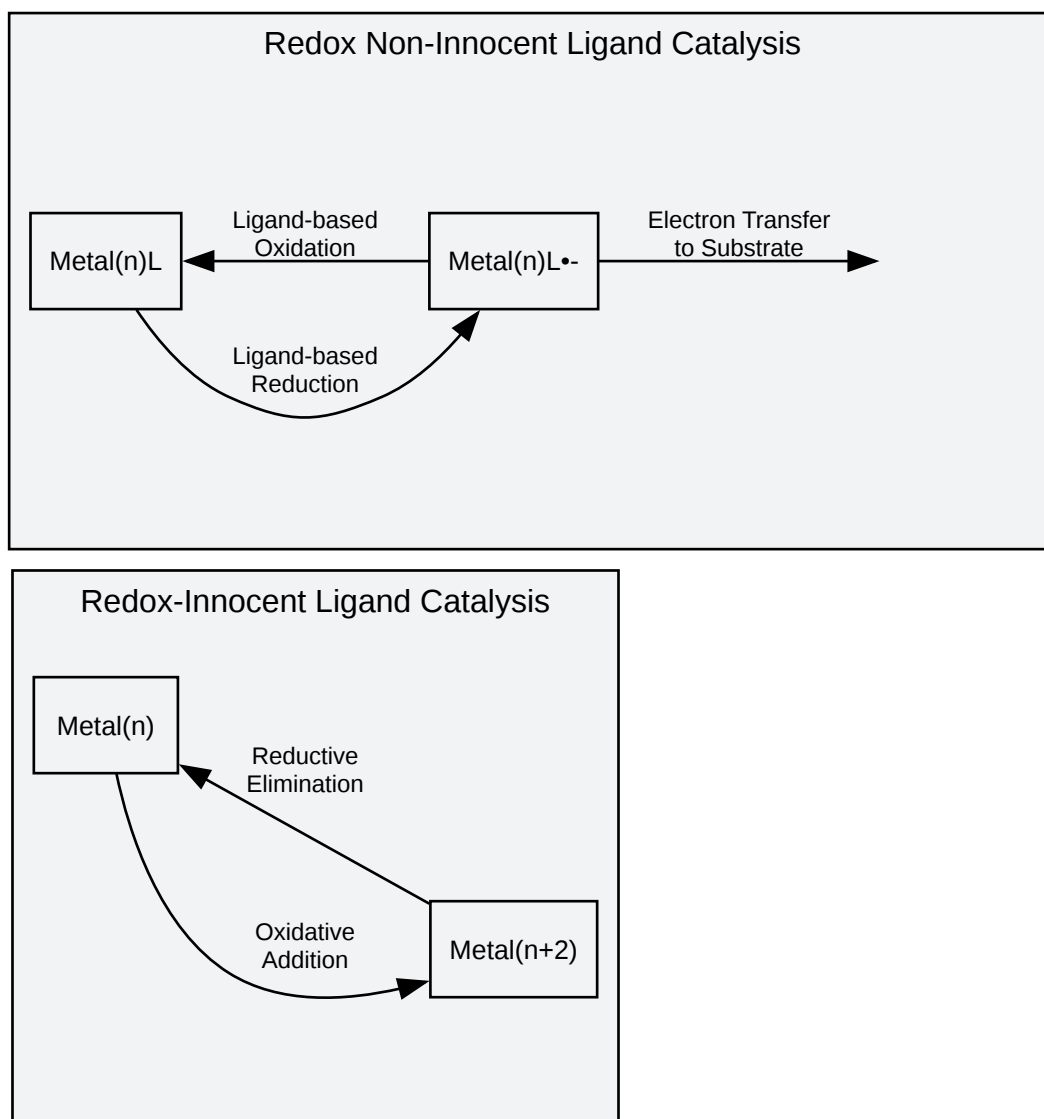 Redox Non-Innocent Ligand Catalysis
Ligand-based
Oxidation
Electron Transfer
to Substrate
Metal(n)L
Metal(n)L•-
Ligand-based
Reduction
Redox-Innocent Ligand Catalysis
Metal(n)
Reductive
Elimination
Oxidative
Addition
Metal(n+2)